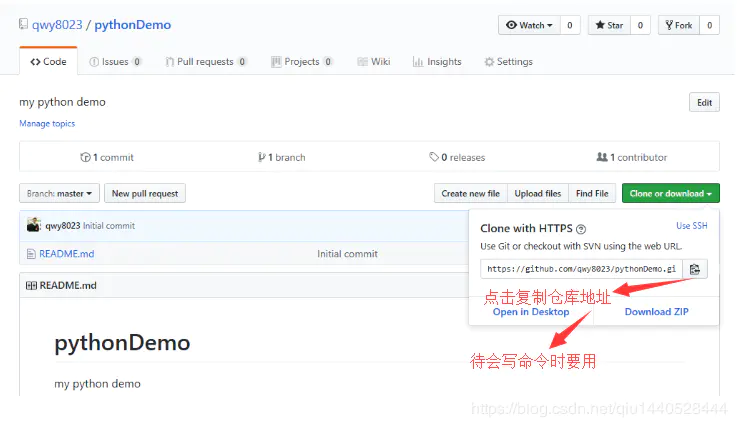 qwy8023 / pythonDemo
Watch 0 Star 0 Fork 0
Code Issues 0 Pull requests 0 Projects 0 Wiki Insights Settings
my python demo Edit
Manage topics
1 commit 1 branch 0 releases 1 contributor
Branch: master New pull request Create new file Upload files Find File Clone or download
qwy8023 Initial commit
README.md Initial commit
Clone with HTTPS Use SSH
Use Git or checkout with SVN using the web URL.
https://github.com/qwy8023/pythonDemo.gi
点击复制仓库地址
Open in Desktop Download ZIP
README.md
pythonDemo
待会写命令时要用
my python demo
https://blog.csdn.net/qiu1440528444